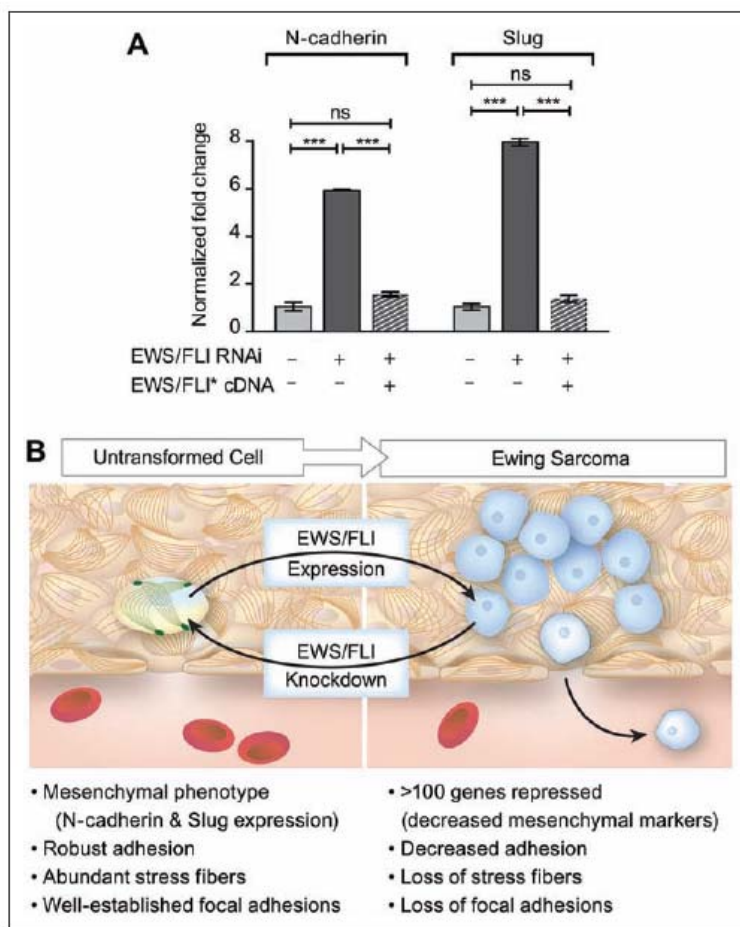 A
N-cadherin Slug
ns ns
*** *** *** ***
Normalized fold change
8
6
4
2
0
EWS/FLI RNAi - + + - + +
EWS/FLI* cDNA - - + - - +
B
Untransformed Cell Ewing Sarcoma
EWS/FLI
Expression
EWS/FLI
Knockdown
• Mesenchymal phenotype
(N-cadherin & Slug expression)
• Robust adhesion
• Abundant stress fibers
• Well-established focal adhesions
• >100 genes repressed
(decreased mesenchymal markers)
• Decreased adhesion
• Loss of stress fibers
• Loss of focal adhesions